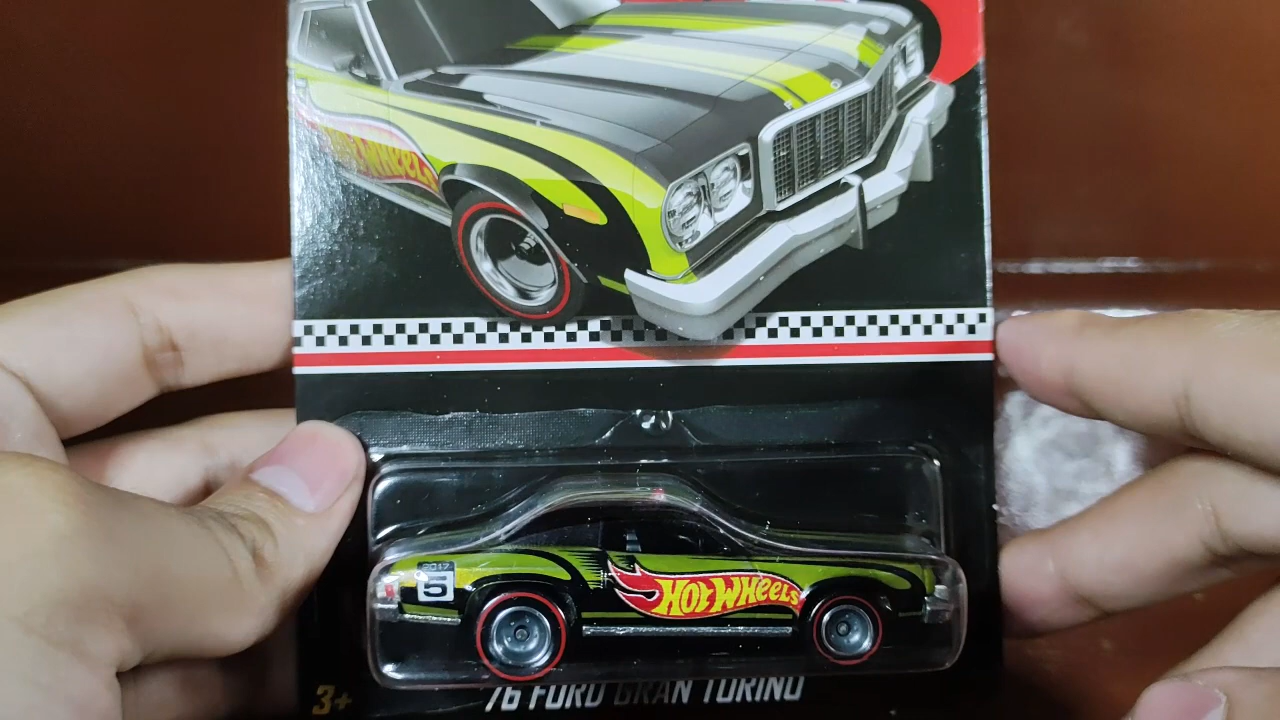 HOT WHEELS
2017
5
HOT WHEELS
3+
'76 FORD GRAN TORINO